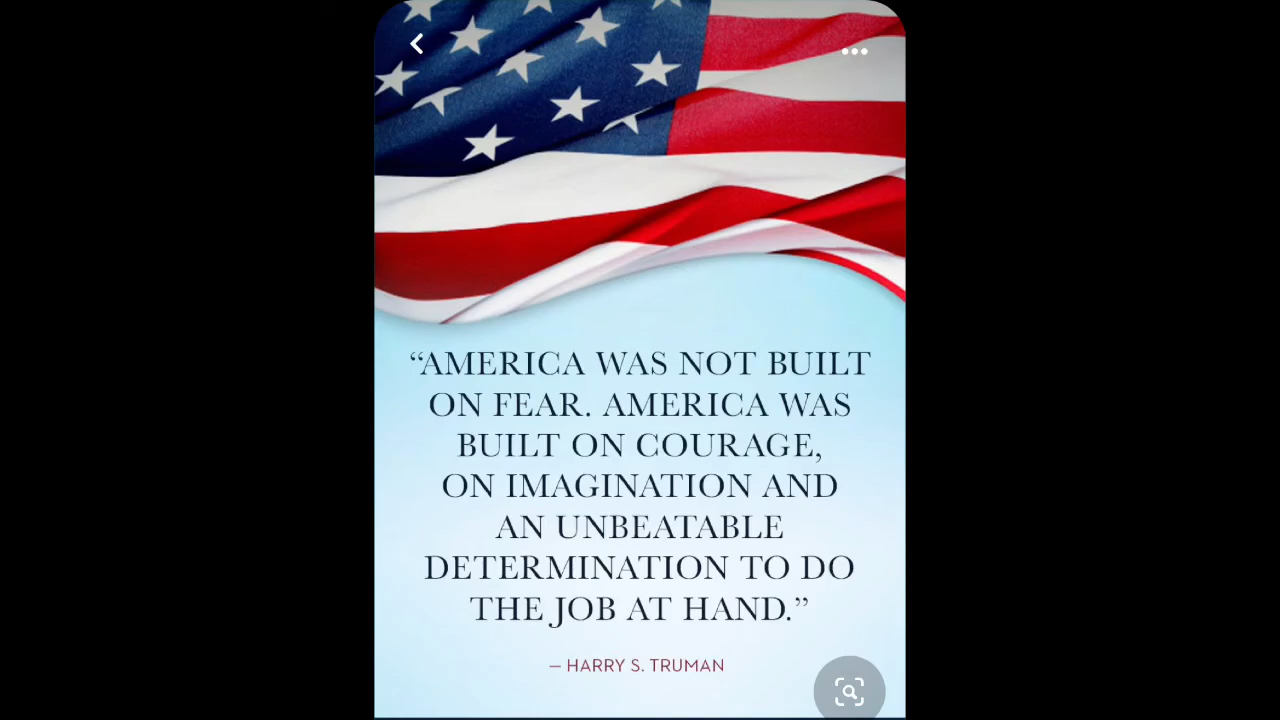 “AMERICA WAS NOT BUILT
ON FEAR. AMERICA WAS
BUILT ON COURAGE,
ON IMAGINATION AND
AN UNBEATABLE
DETERMINATION TO DO
THE JOB AT HAND.”
– HARRY S. TRUMAN